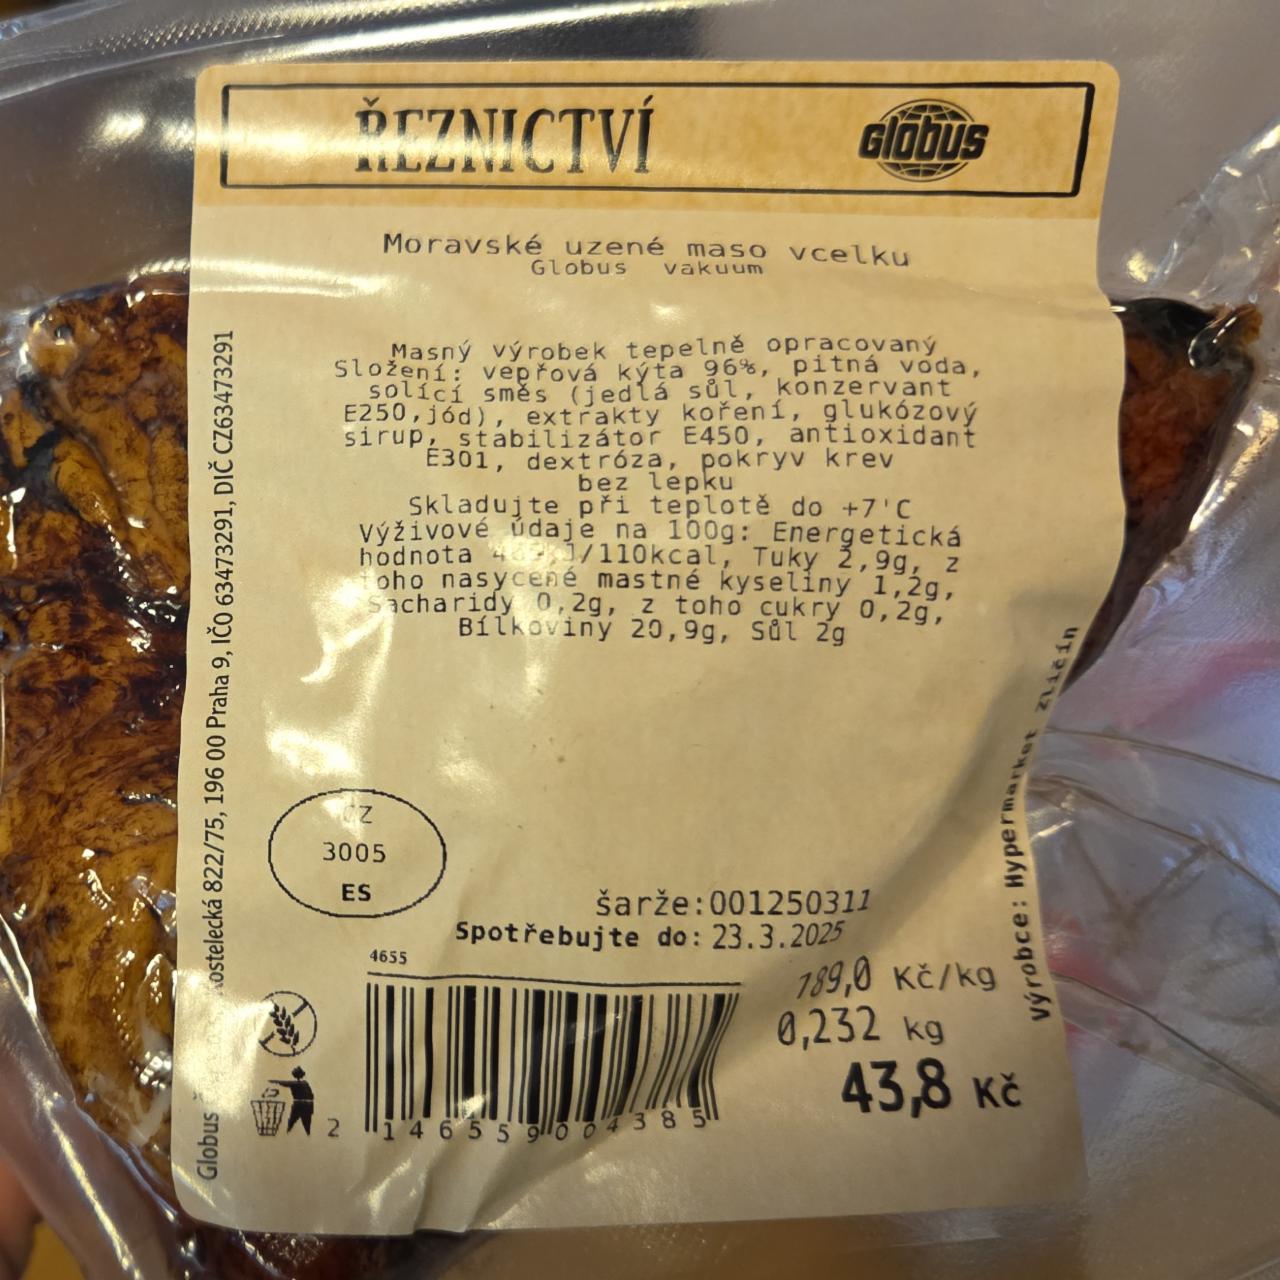 ŘEZNICTVÍ
Globus
Moravské uzené maso vcelku
Globus vakuum
Masný výrobek tepelně opracovaný
Složení: vepřová kýta 96%, pitná voda,
solící směs (jedlá sůl, konzervant
E250,jód), extrakty koření, glukózový
sirup, stabilizátor E450, antioxidant
E301, dextróza, pokryv krev
bez lepku
Skladujte při teplotě do +7'C
Výživové údaje na 100g: Energetická
hodnota /110kcal, Tuky 2,9g, z
toho nasycené mastné kyseliny 1,2g,
Sacharidy 0,2g, z toho cukry 0,2g,
Bílkoviny 20,9g, Sůl 2g
Globus Kostelecká 822/75, 196 00 Praha 9, IČO 63473291, DIČ CZ63473291
výrobce: Hypermarket Zličín
CZ
3005
ES
šarže:001250311
Spotřebujte do: 23.3.2025
4655
189,0 Kč/kg
0,232 kg
43,8 Kč
2 146559 004385